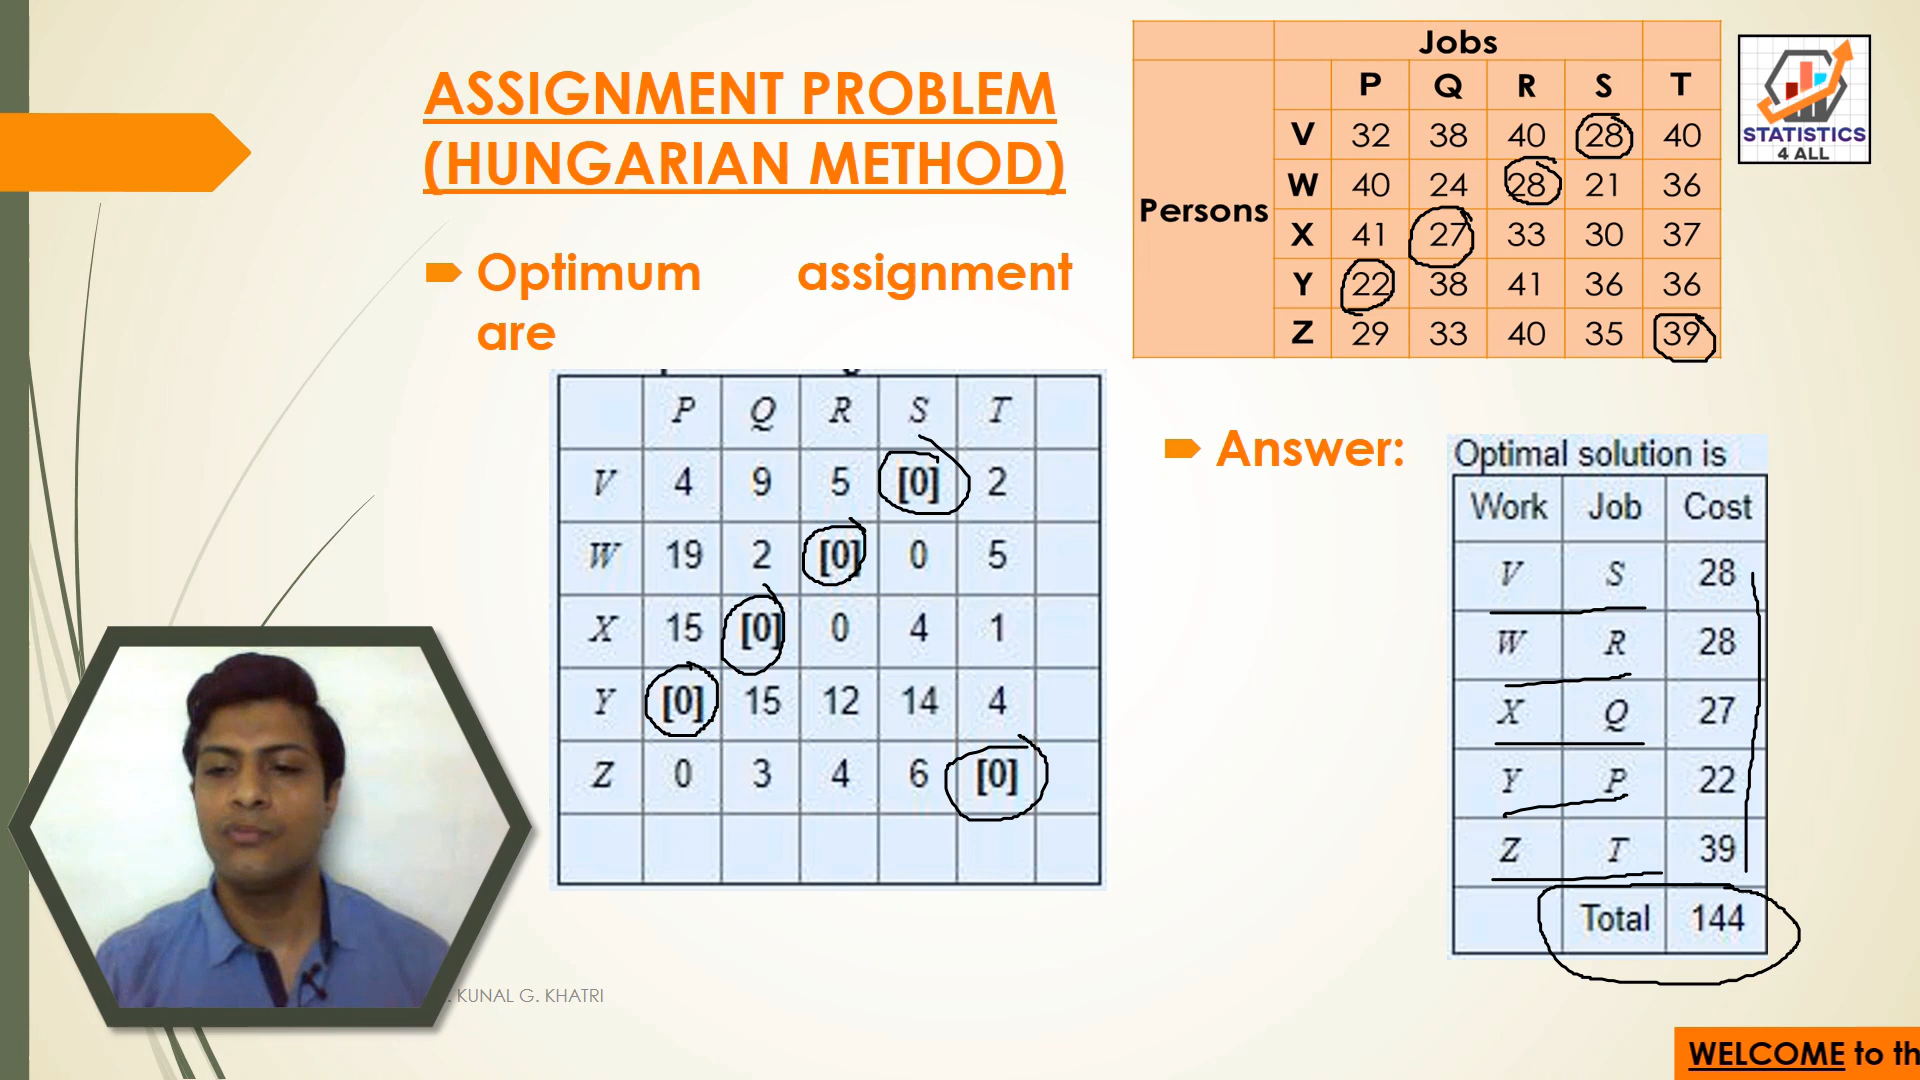 ASSIGNMENT PROBLEM
(HUNGARIAN METHOD)
Optimum assignment
are
P Q R S T
V 4 9 5 [0] 2
W 19 2 [0] 0 5
X 15 [0] 0 4 1
Y [0] 15 12 14 4
Z 0 3 4 6 [0]
Jobs
P Q R S T
Persons
V 32 38 40 28 40
W 40 24 28 21 36
X 41 27 33 30 37
Y 22 38 41 36 36
Z 29 33 40 35 39
STATISTICS
4 ALL
Answer:
Optimal solution is
Work Job Cost
V S 28
W R 28
X Q 27
Y P 22
Z T 39
Total 144
. KUNAL G. KHATRI
WELCOME to th